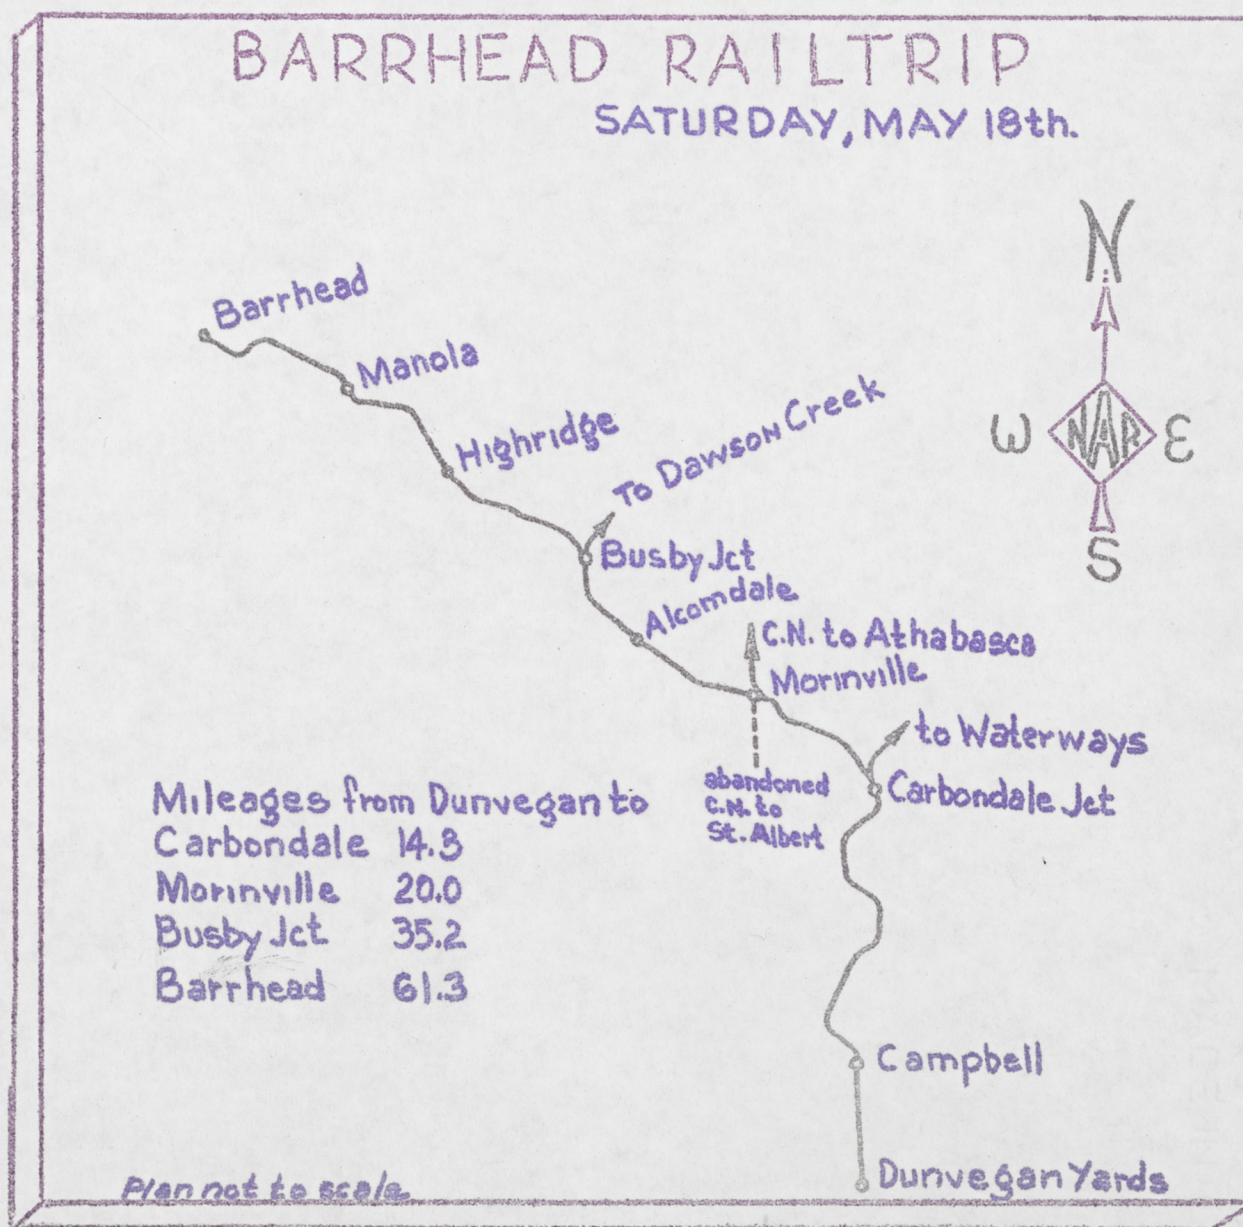 BARRHEAD RAILTRIP
SATURDAY, MAY 18th.
N
Barrhead
Manola
W NAR E
Highridge
To Dawson Creek
S
Busby Jct
Alcomdale
C.N. to Athabasca
Morinville
to Waterways
abandoned
C.N. to
St. Albert
Carbondale Jct
Mileages from Dunvegan to
Carbondale 14.3
Morinville 20.0
Busby Jct 35.2
Barrhead 61.3
Campbell
Dunvegan Yards
Plan not to scale